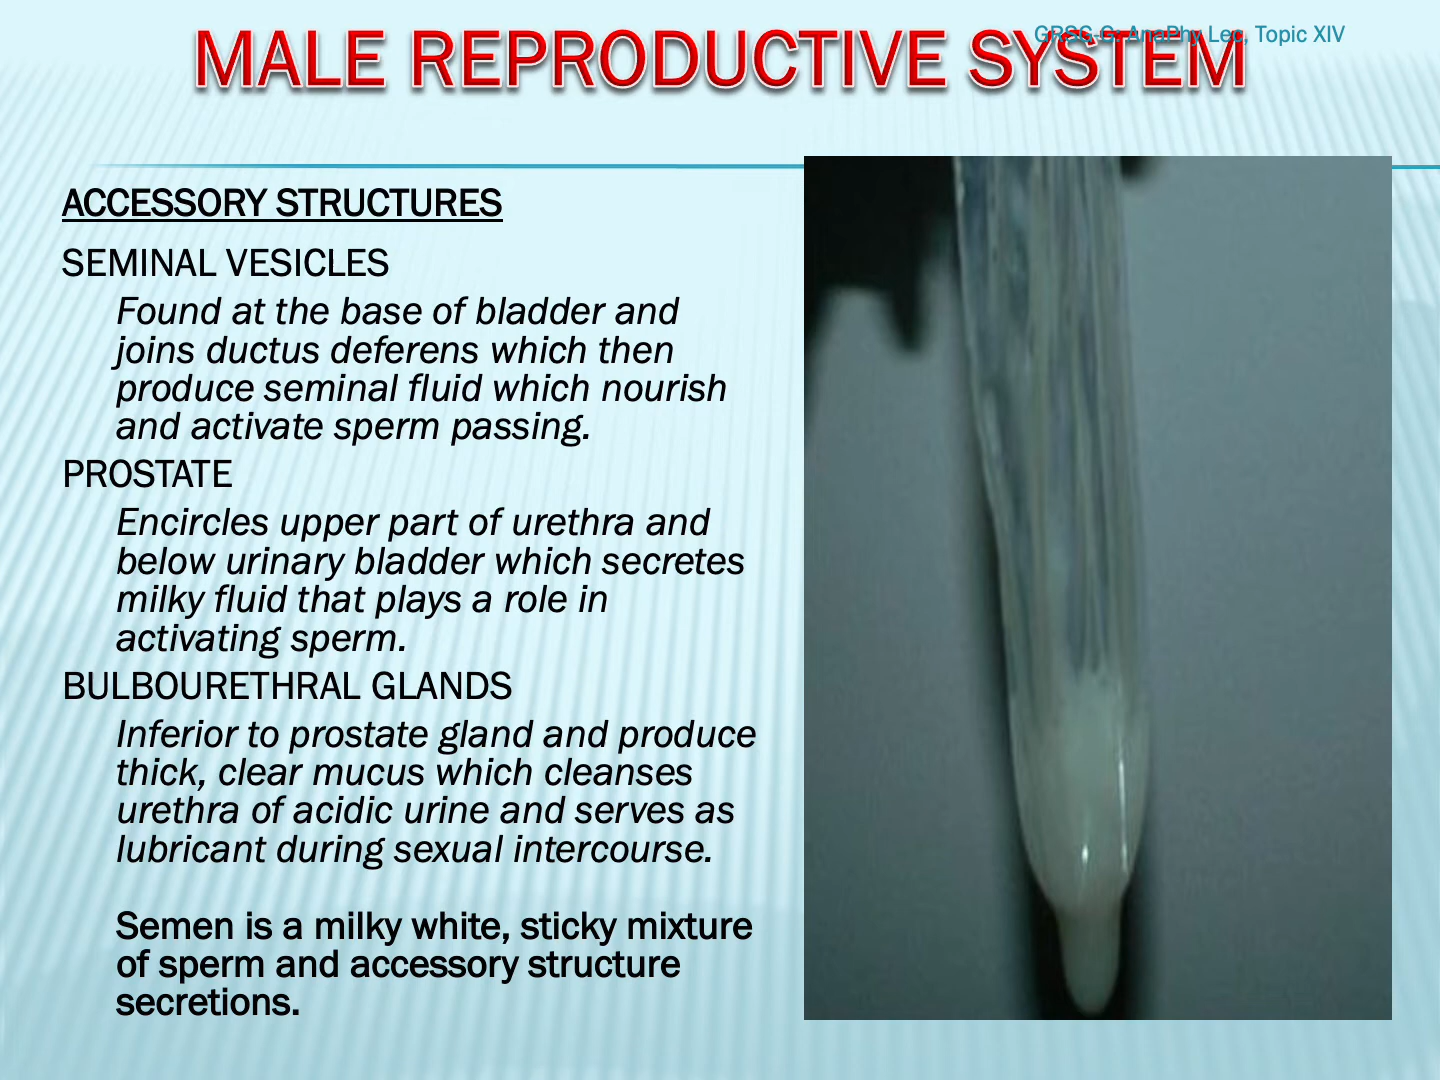 MALE REPRODUCTIVE SYSTEM
GRSG-G: AnaPhy Lec, Topic XIV
ACCESSORY STRUCTURES
SEMINAL VESICLES
Found at the base of bladder and
joins ductus deferens which then
produce seminal fluid which nourish
and activate sperm passing.
PROSTATE
Encircles upper part of urethra and
below urinary bladder which secretes
milky fluid that plays a role in
activating sperm.
BULBOURETHRAL GLANDS
Inferior to prostate gland and produce
thick, clear mucus which cleanses
urethra of acidic urine and serves as
lubricant during sexual intercourse.
Semen is a milky white, sticky mixture
of sperm and accessory structure
secretions.